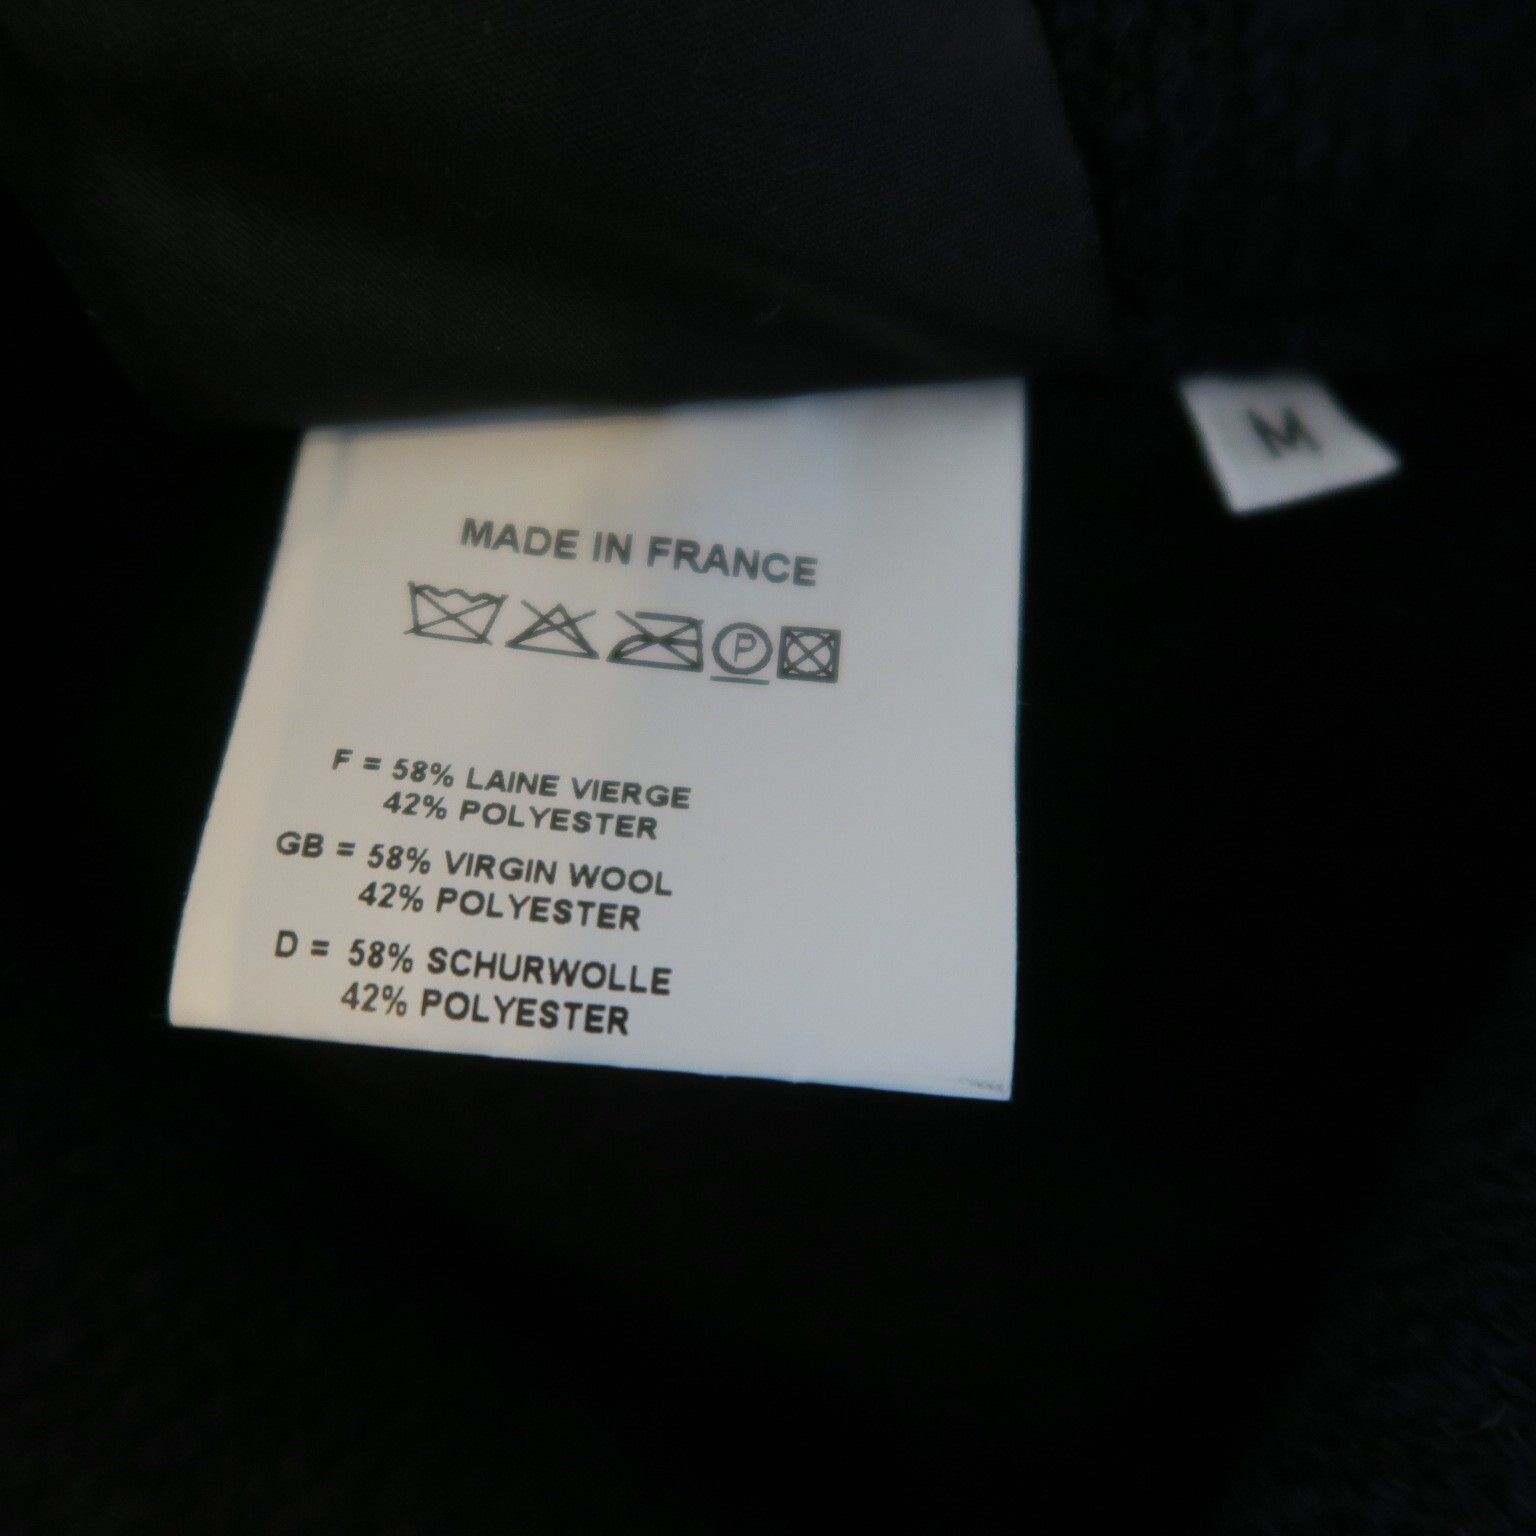 MADE IN FRANCE
P
F = 58% LAINE VIERGE
42% POLYESTER
GB = 58% VIRGIN WOOL
42% POLYESTER
D = 58% SCHURWOLLE
42% POLYESTER
M